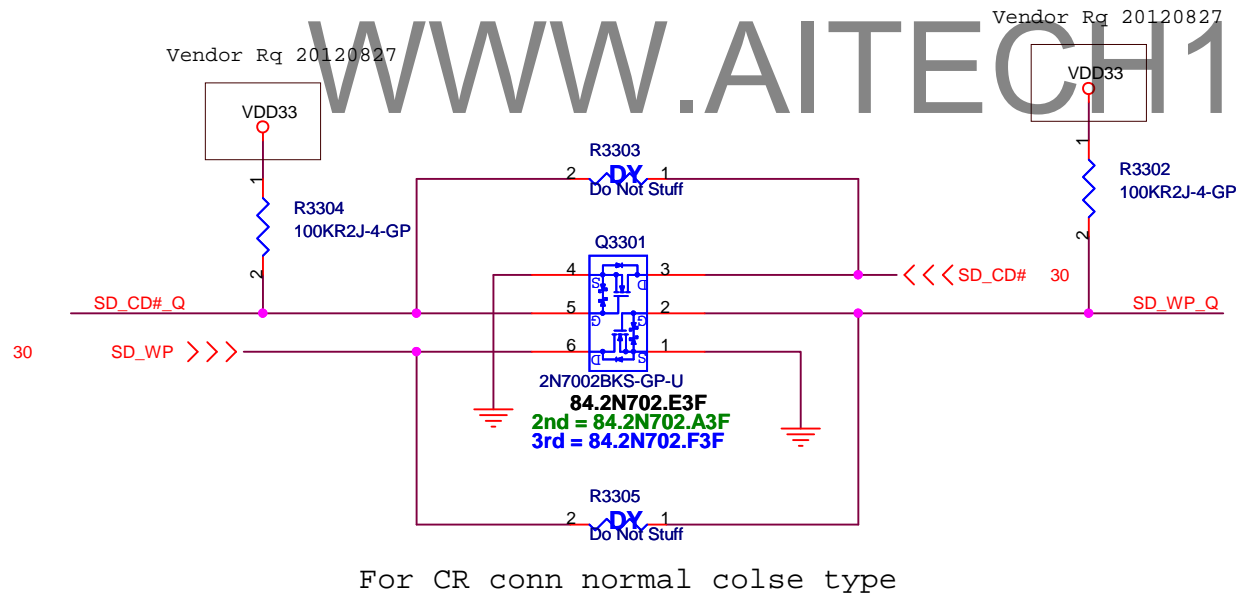 WWW.AITECH1
Vendor Rq 20120827
Vendor Rq 20120827
VDD33
VDD33
R3303
2 DY 1
Do Not Stuff
1
R3304
100KR2J-4-GP
2
1
R3302
100KR2J-4-GP
2
Q3301
4 S D 3
SD_CD# 30
SD_CD#_Q
5 G G 2
SD_WP_Q
30 SD_WP
6 D S 1
2N7002BKS-GP-U
84.2N702.E3F
2nd = 84.2N702.A3F
3rd = 84.2N702.F3F
R3305
2 DY 1
Do Not Stuff
For CR conn normal colse type